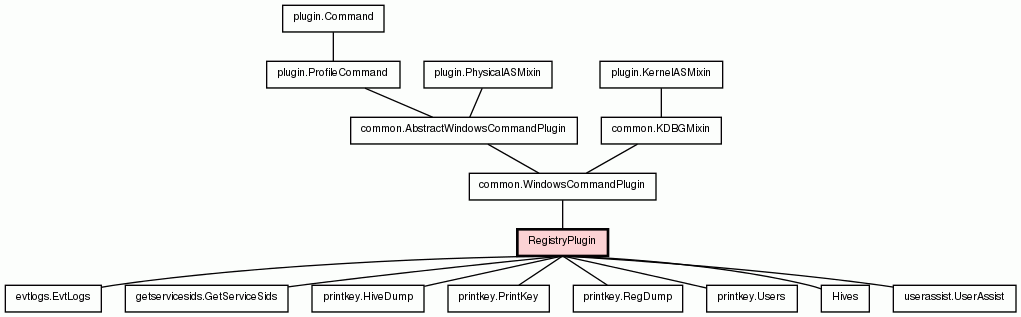 plugin.Command
plugin.ProfileCommand
plugin.PhysicalASMixin
plugin.KernelASMixin
common.AbstractWindowsCommandPlugin
common.KDBGMixin
common.WindowsCommandPlugin
RegistryPlugin
evtlogs.EvtLogs
getservicesids.GetServiceSids
printkey.HiveDump
printkey.PrintKey
printkey.RegDump
printkey.Users
Hives
userassist.UserAssist